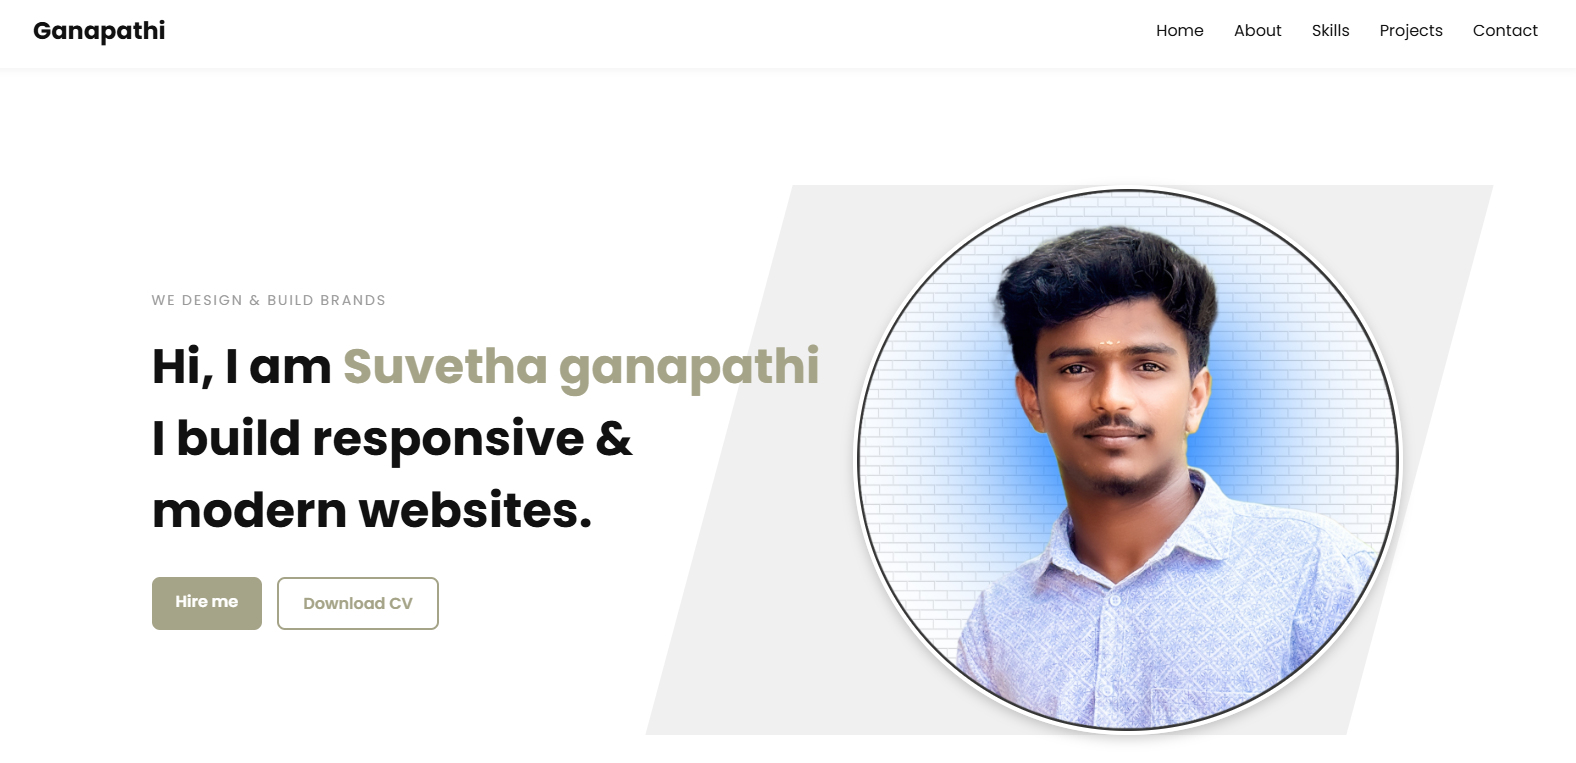 Ganapathi
Home About Skills Projects Contact
WE DESIGN & BUILD BRANDS
Hi, I am Suvetha ganapathi
I build responsive &
modern websites.
Hire me Download CV